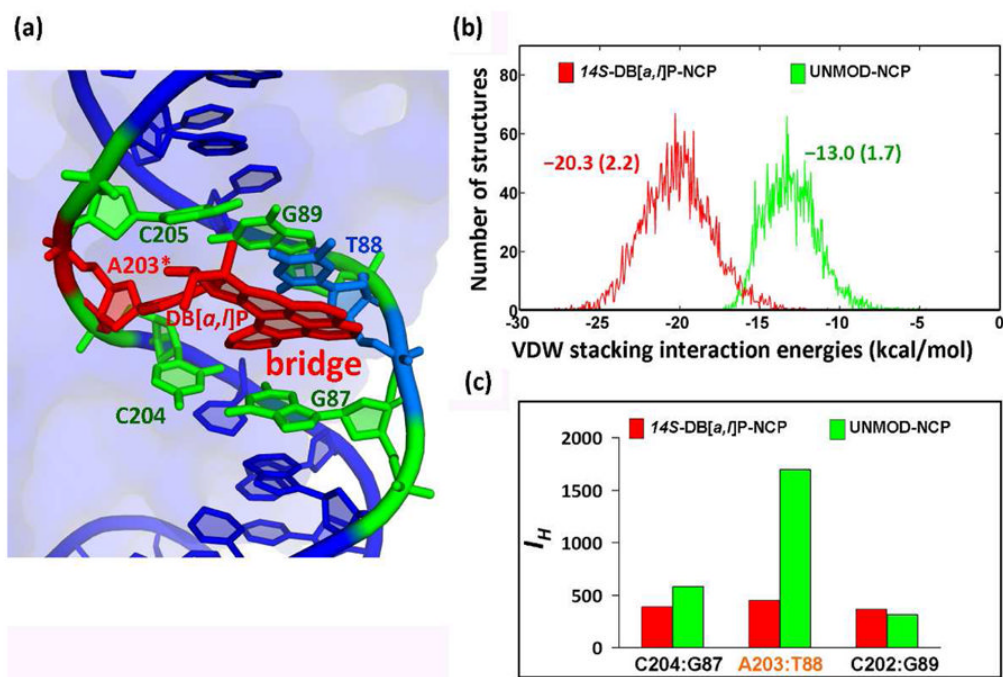 (a)
C205
G89
T88
A203*
DB[a,l]P
bridge
C204
G87
(b)
14S-DB[a,l]P-NCP
UNMOD-NCP
Number of structures
80
60
40
20
0
−20.3 (2.2)
−13.0 (1.7)
-30
-25
-20
-15
-10
-5
0
VDW stacking interaction energies (kcal/mol)
(c)
14S-DB[a,l]P-NCP
UNMOD-NCP
I_H
2000
1500
1000
500
0
C204:G87
A203:T88
C202:G89